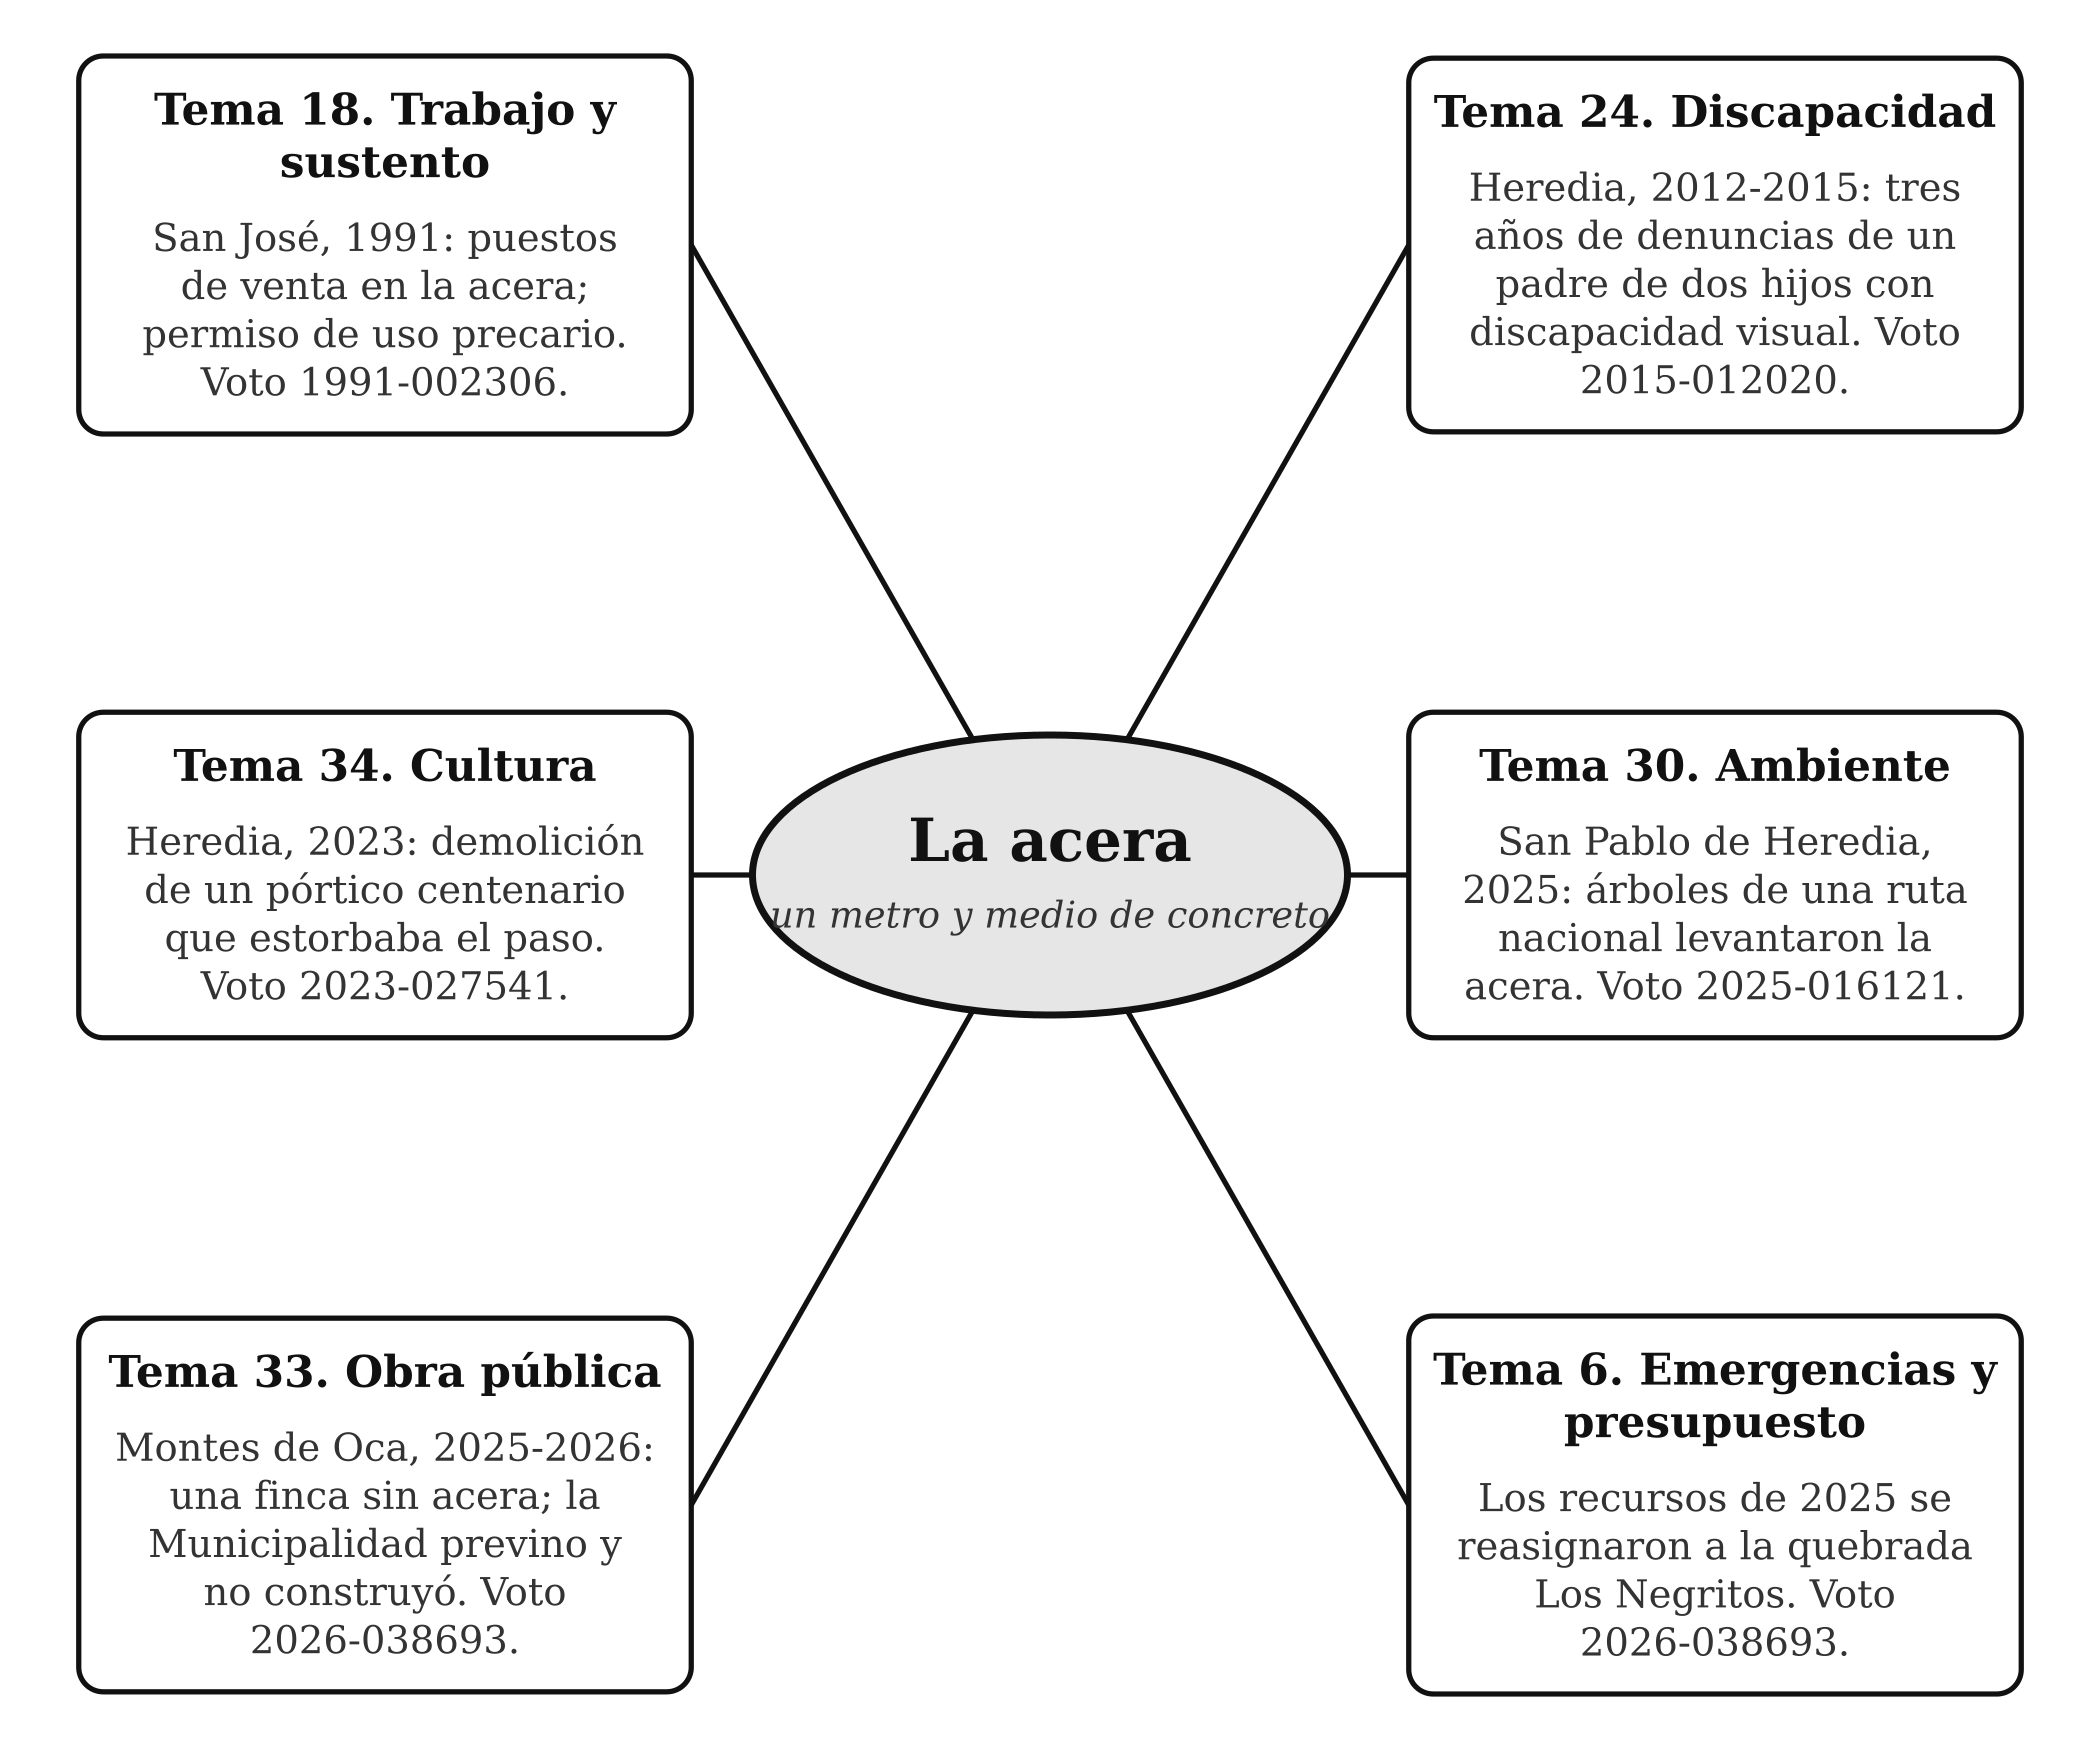 Tema 18. Trabajo y
sustento
San José, 1991: puestos
de venta en la acera;
permiso de uso precario.
Voto 1991-002306.
Tema 24. Discapacidad
Heredia, 2012-2015: tres
años de denuncias de un
padre de dos hijos con
discapacidad visual. Voto
2015-012020.
Tema 34. Cultura
Heredia, 2023: demolición
de un pórtico centenario
que estorbaba el paso.
Voto 2023-027541.
La acera
un metro y medio de concreto
Tema 30. Ambiente
San Pablo de Heredia,
2025: árboles de una ruta
nacional levantaron la
acera. Voto 2025-016121.
Tema 33. Obra pública
Montes de Oca, 2025-2026:
una finca sin acera; la
Municipalidad previno y
no construyó. Voto
2026-038693.
Tema 6. Emergencias y
presupuesto
Los recursos de 2025 se
reasignaron a la quebrada
Los Negritos. Voto
2026-038693.